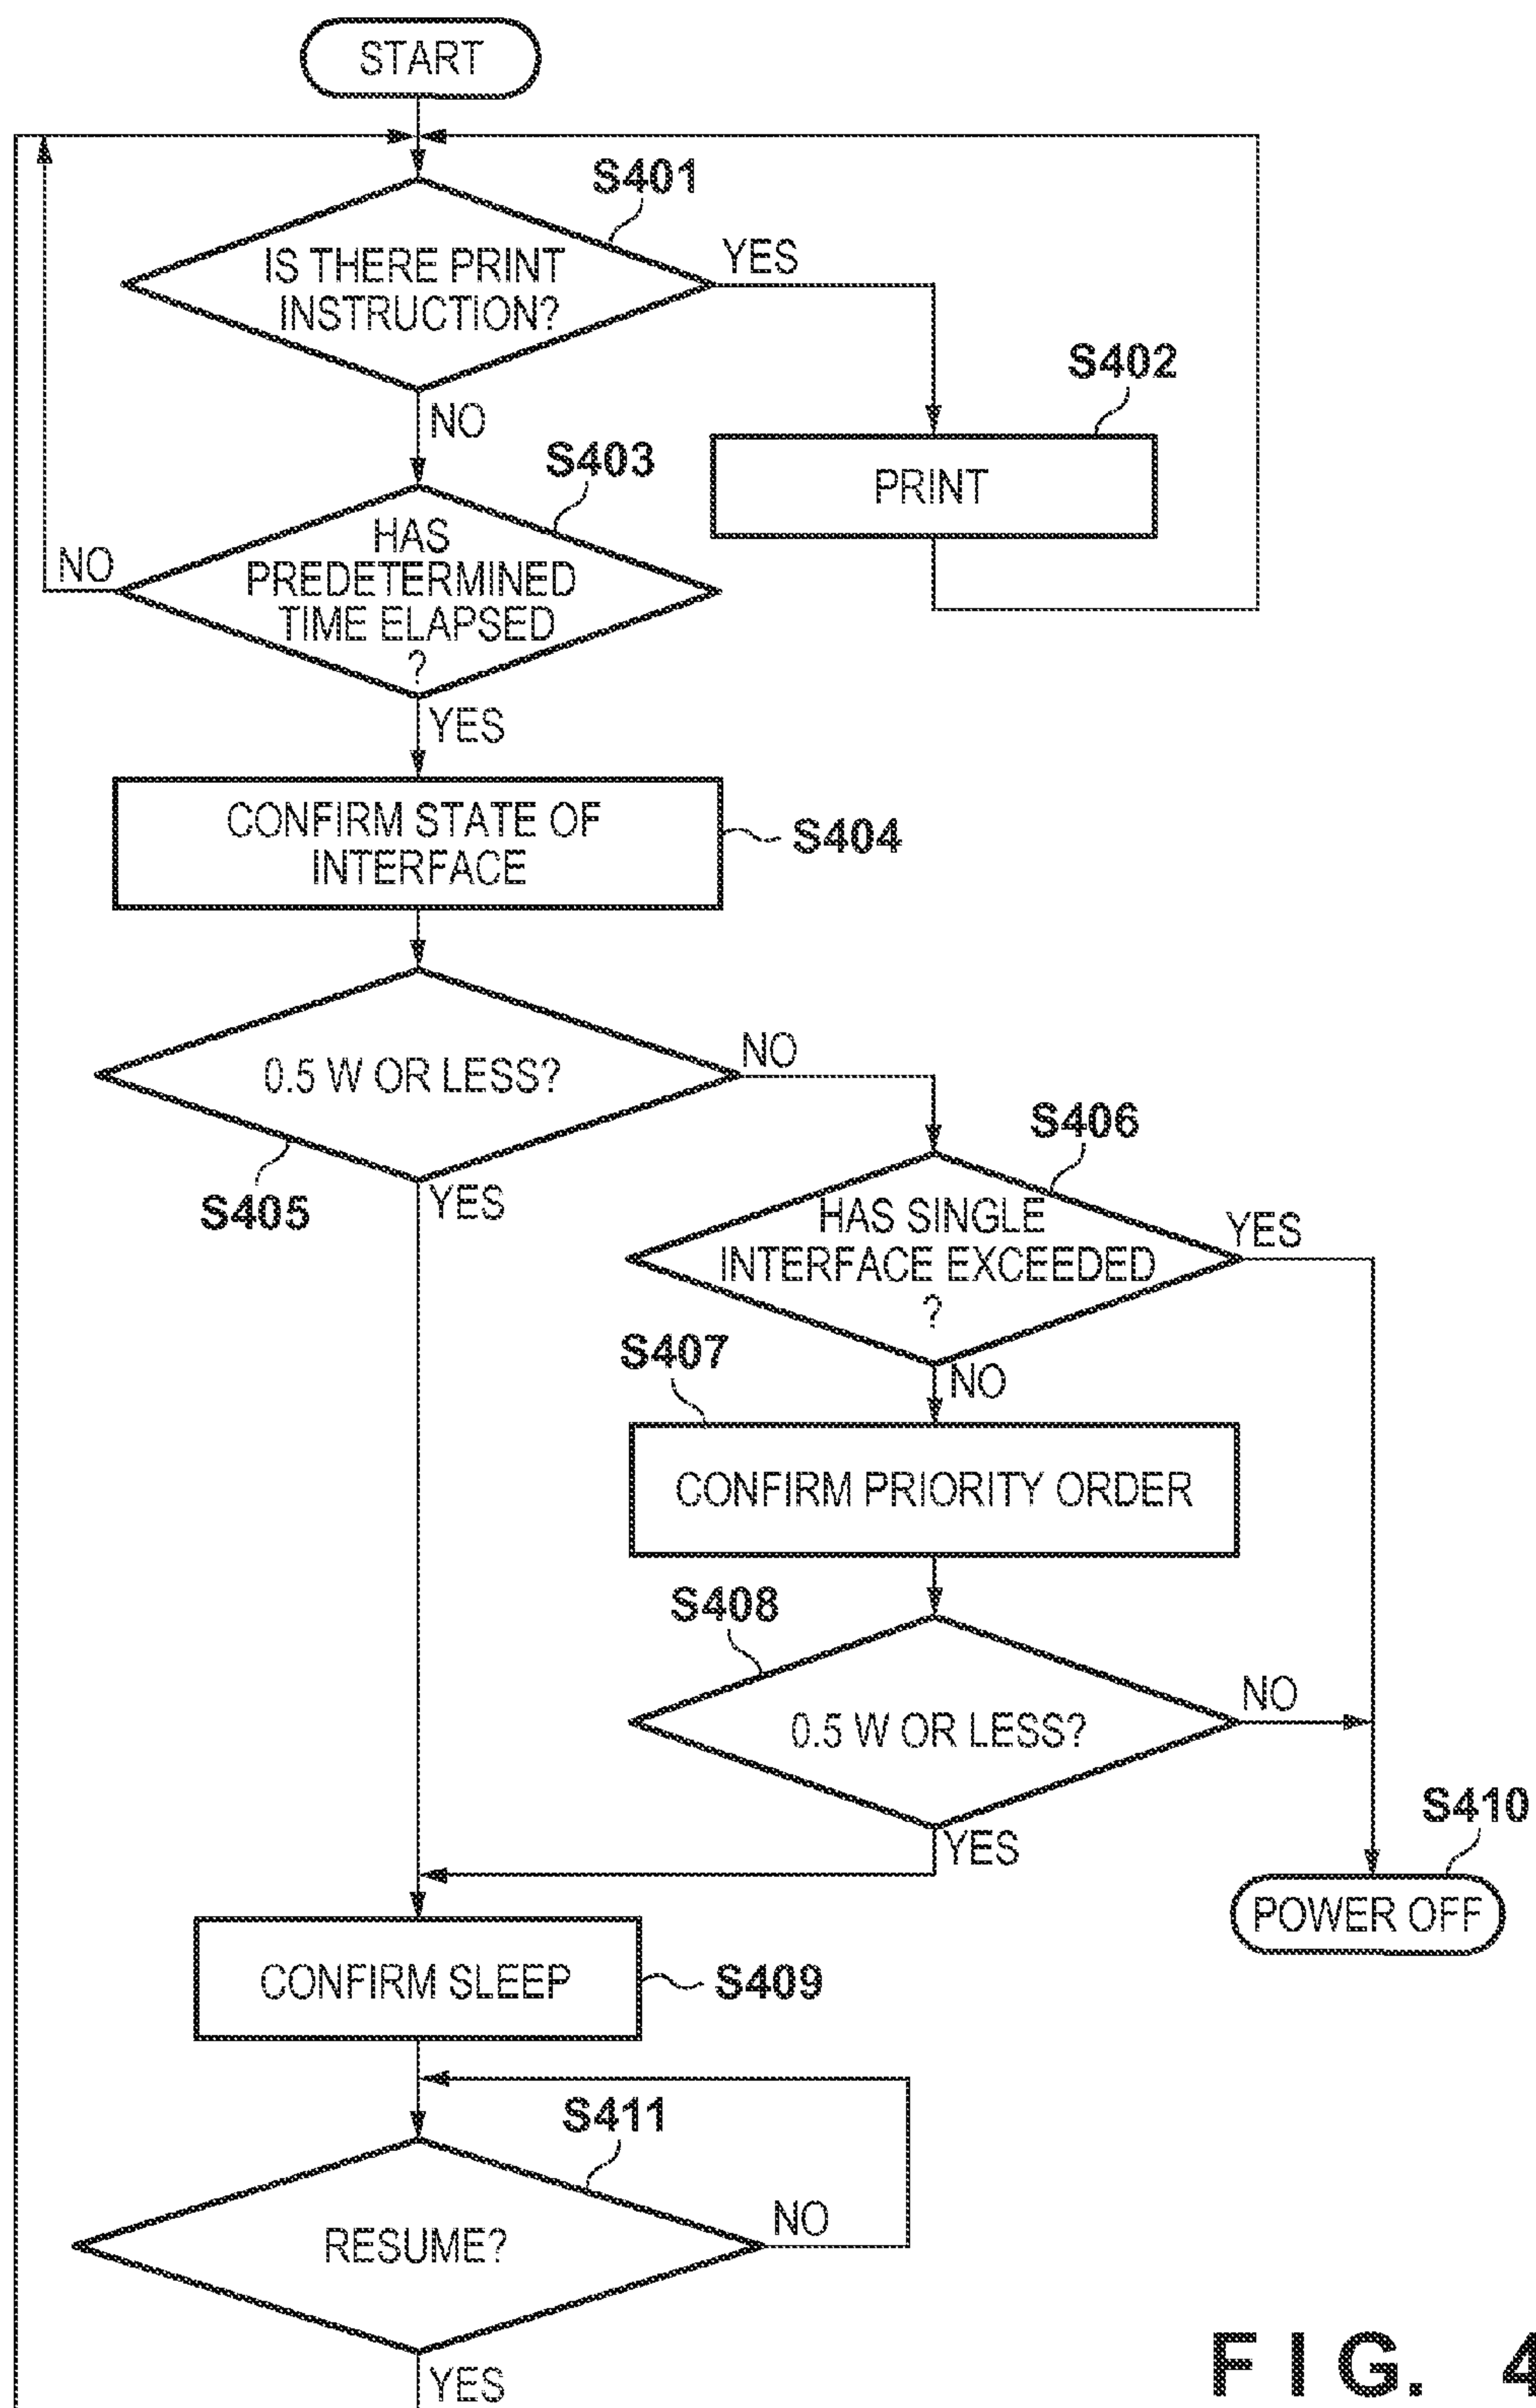 START
S401
IS THERE PRINT
INSTRUCTION?
YES
NO
S402
PRINT
S403
HAS
PREDETERMINED
TIME ELAPSED
?
NO
YES
CONFIRM STATE OF
INTERFACE
S404
0.5 W OR LESS?
NO
S405
YES
S406
HAS SINGLE
INTERFACE EXCEEDED
?
YES
NO
S407
CONFIRM PRIORITY ORDER
S408
0.5 W OR LESS?
NO
YES
S410
POWER OFF
CONFIRM SLEEP
S409
S411
RESUME?
NO
YES
FIG. 4